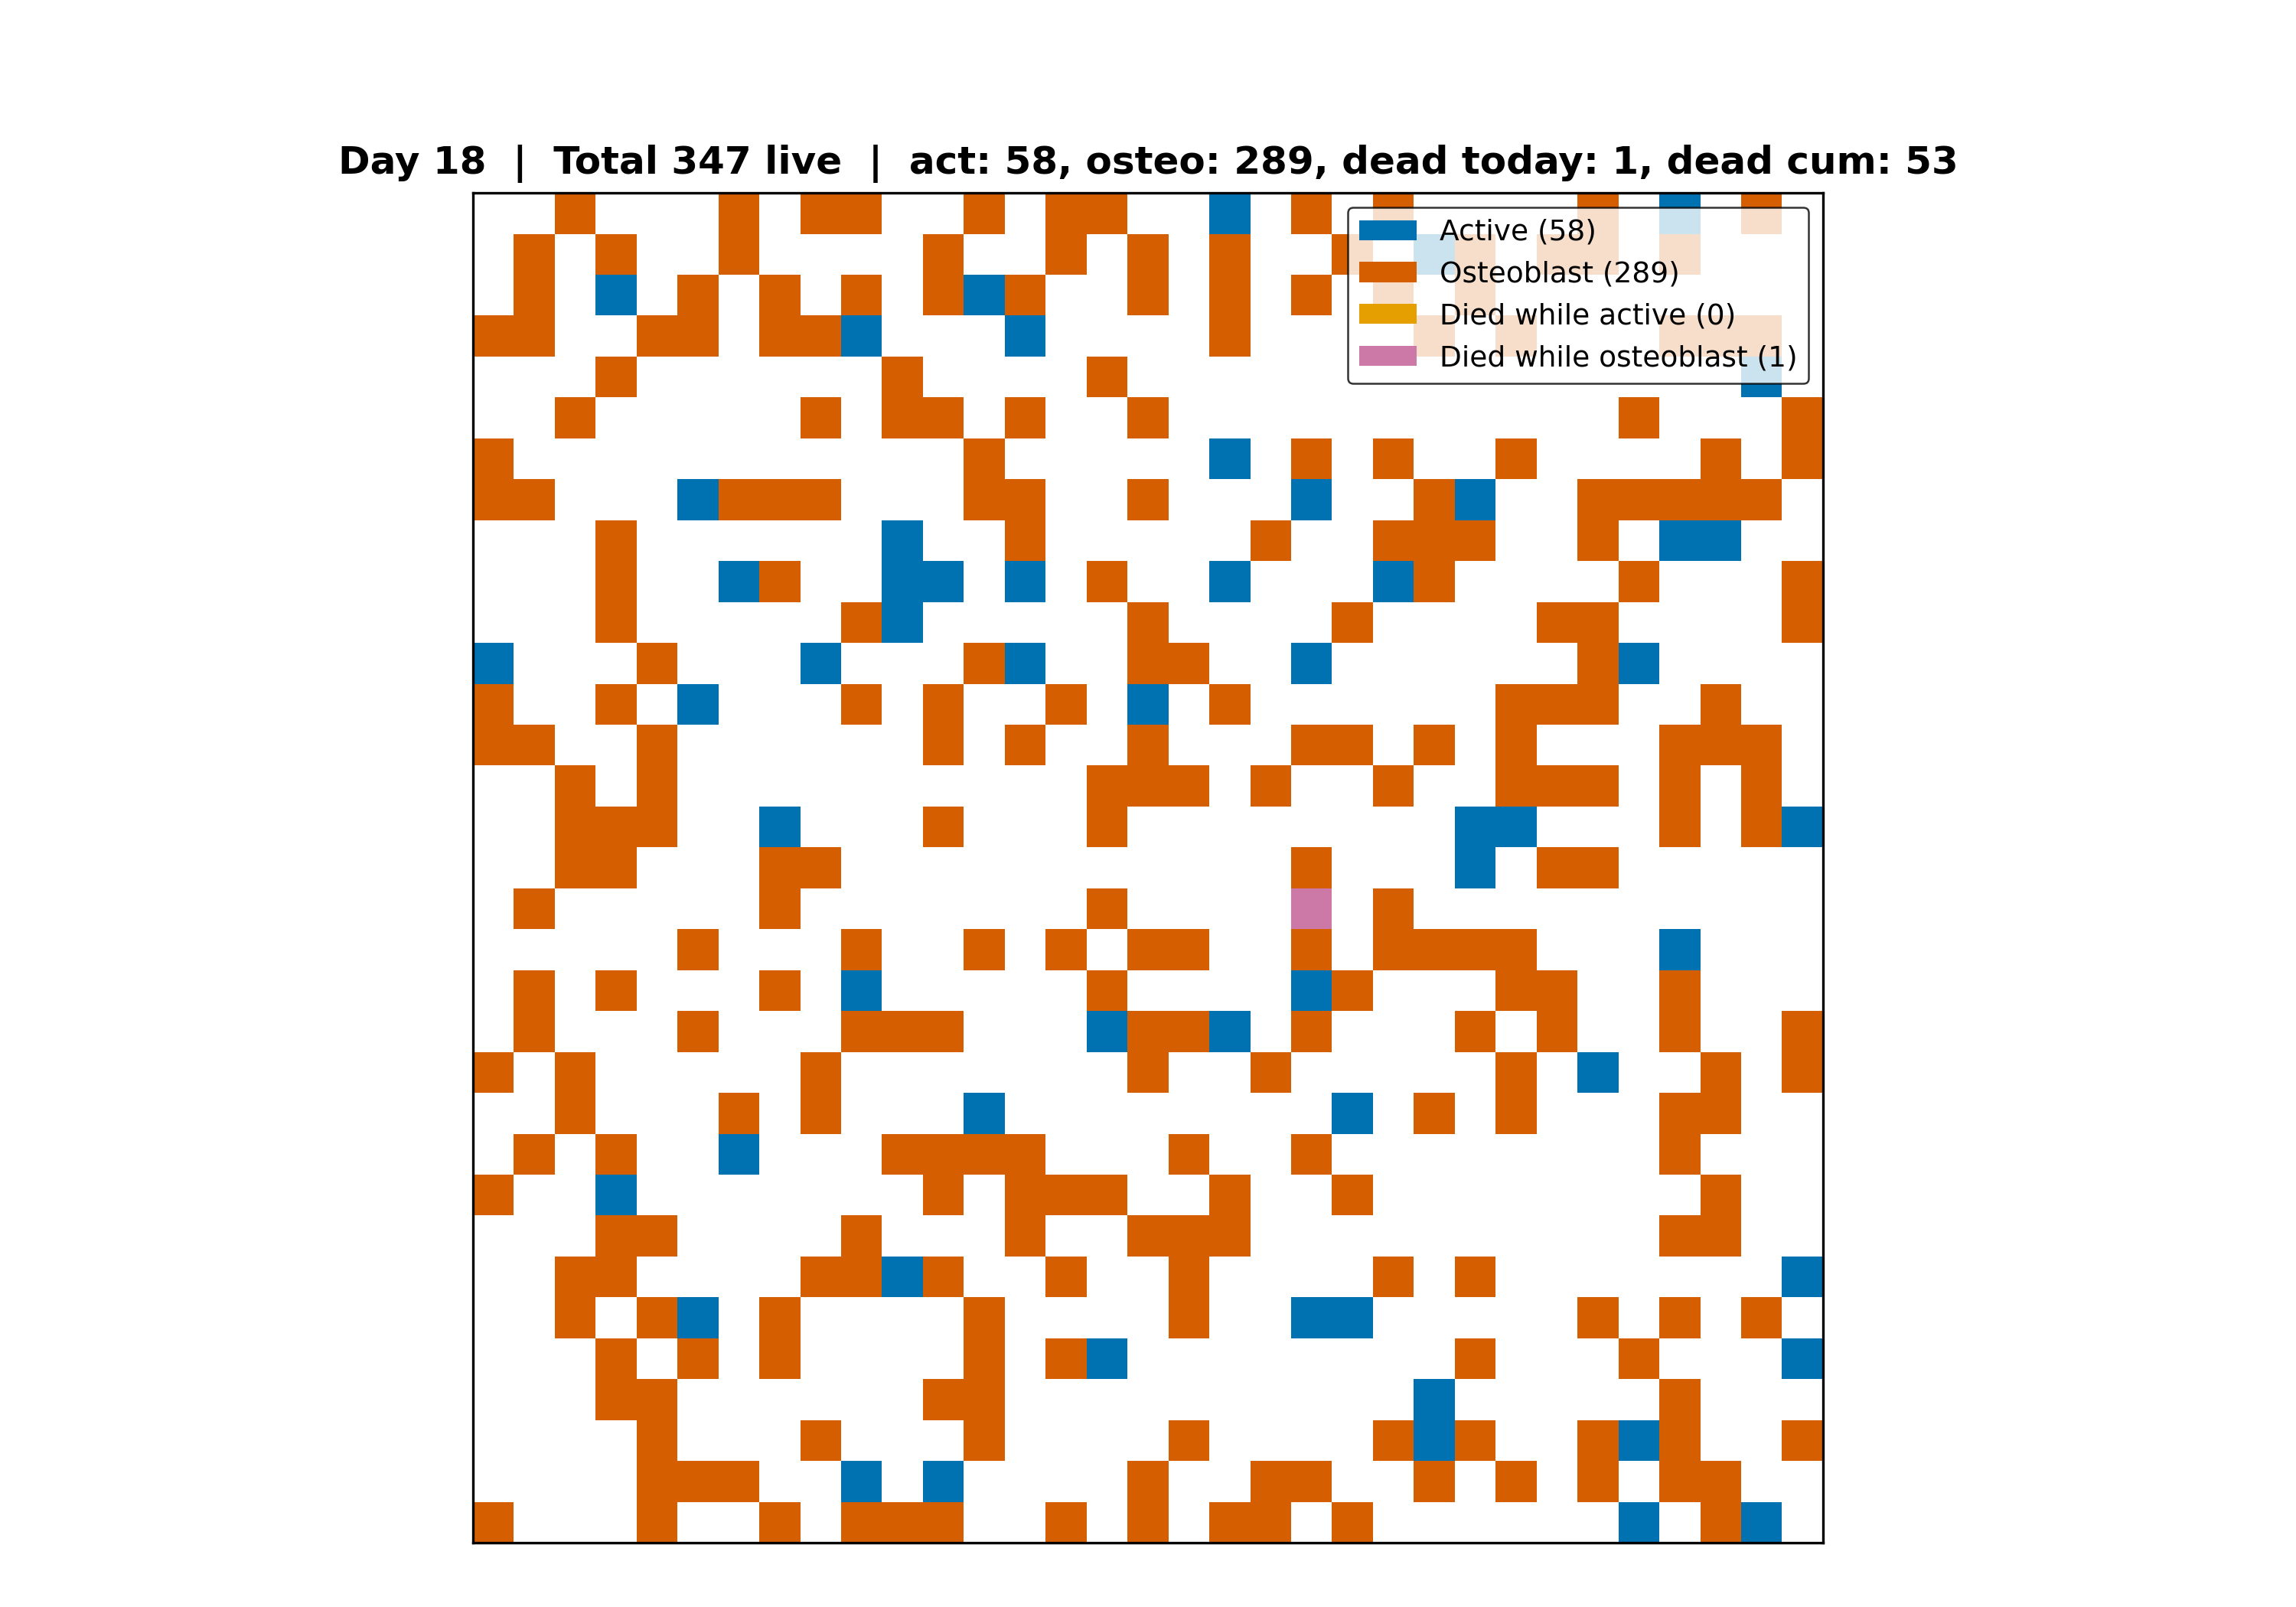 Day 18 | Total 347 live | act: 58, osteo: 289, dead today: 1, dead cum: 53
Active (58)
Osteoblast (289)
Died while active (0)
Died while osteoblast (1)